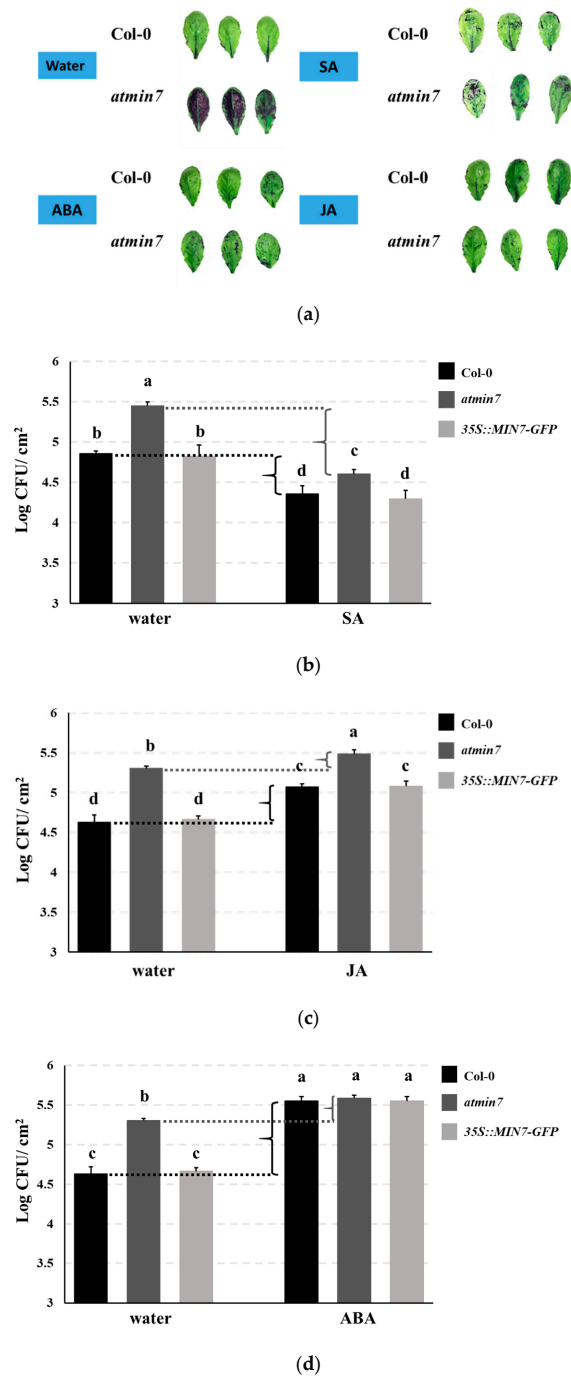 Col-0
Col-0
Water
SA
atmin7
atmin7
Col-0
Col-0
ABA
JA
atmin7
atmin7
(a)
6
5.5
5
4.5
4
3.5
3
Log CFU/ cm²
b
a
b
d
c
d
water
SA
Col-0
atmin7
35S::MIN7-GFP
(b)
6
5.5
5
4.5
4
3.5
3
Log CFU/ cm²
d
b
d
c
a
c
water
JA
Col-0
atmin7
35S::MIN7-GFP
(c)
6
5.5
5
4.5
4
3.5
3
Log CFU/ cm²
c
b
c
a
a
a
water
ABA
Col-0
atmin7
35S::MIN7-GFP
(d)